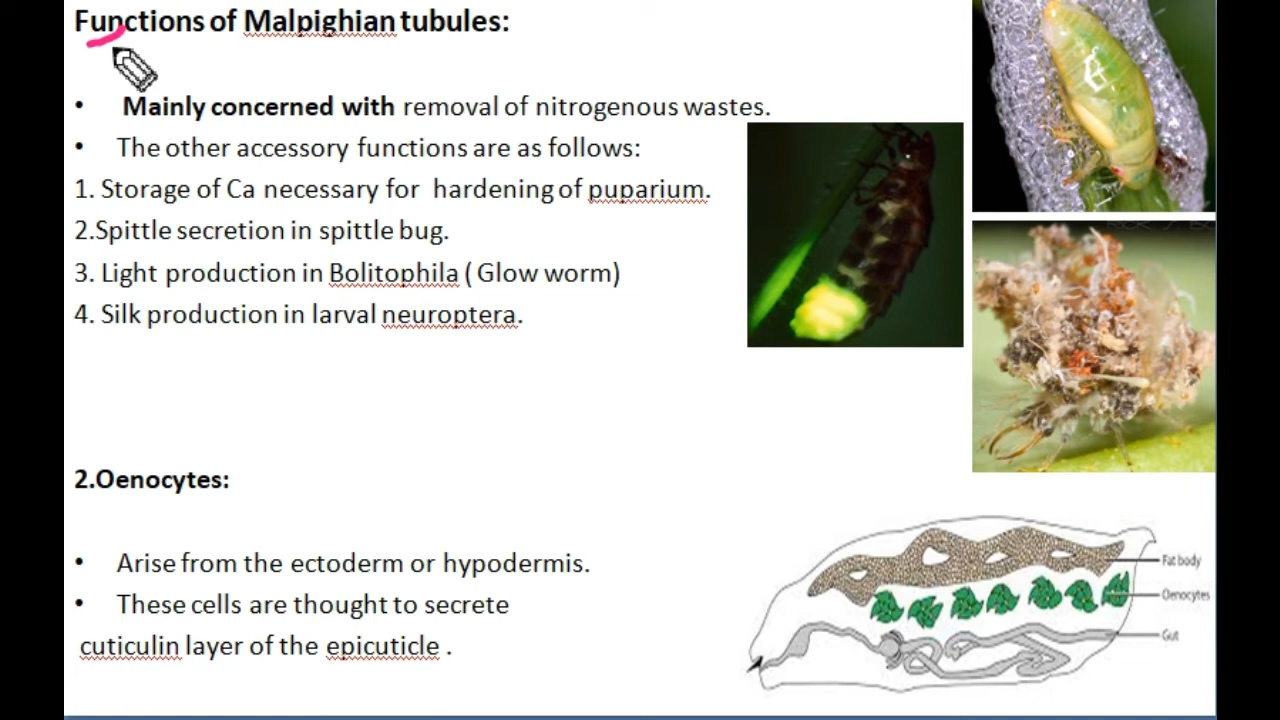 Functions of Malpighian tubules:
• Mainly concerned with removal of nitrogenous wastes.
• The other accessory functions are as follows:
1. Storage of Ca necessary for hardening of puparium.
2.Spittle secretion in spittle bug.
3. Light production in Bolitophila ( Glow worm)
4. Silk production in larval neuroptera.
2.Oenocytes:
• Arise from the ectoderm or hypodermis.
• These cells are thought to secrete
cuticulin layer of the epicuticle .
Fat body
Oenocytes
Gut